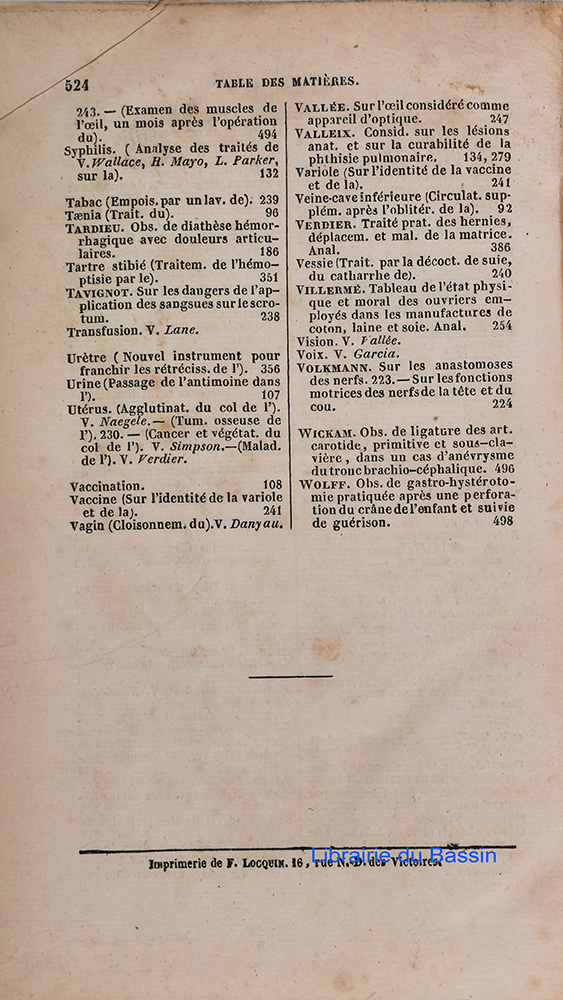 524
TABLE DES MATIÈRES.
243. — (Examen des muscles de
l'œil, un mois après l'opération
du). 494
Syphilis. ( Analyse des traités de
V. Wallace, H. Mayo, L. Parker,
sur la). 132
Tabac (Empois. par un lav. de). 239
Tænia (Trait. du). 96
TARDIEU. Obs. de diathèse hémor-
rhagique avec douleurs articu-
laires. 186
Tartre stibié (Traitem. de l'hémo-
ptisie par le). 351
TAVIGNOT. Sur les dangers de l'ap-
plication des sangsues sur le scro-
tum. 238
Transfusion. V. Lane.
Urètre ( Nouvel instrument pour
franchir les rétréciss. de l'). 356
Urine (Passage de l'antimoine dans
l'). 107
Utérus. (Agglutinat. du col de l').
V. Naegele. — (Tum. osseuse de
l'). 230. — (Cancer et végétat. du
col de l'). V. Simpson. — (Malad.
de l'). V. Verdier.
Vaccination. 108
Vaccine (Sur l'identité de la variole
et de la). 241
Vagin (Cloisonnem. du). V. Danyau.
VALLÉE. Sur l'œil considéré comme
appareil d'optique. 247
VALLEIX. Consid. sur les lésions
anat. et sur la curabilité de la
phthisie pulmonaire. 134, 279
Variole (Sur l'identité de la vaccine
et de la). 241
Veine-cave inférieure (Circulat. sup-
plém. après l'oblitér. de la). 92
VERDIER. Traité prat. des hernies,
déplacem. et mal. de la matrice.
Anal. 386
Vessie (Trait. par la décoct. de suie,
du catharrhe de). 240
VILLERMÉ. Tableau de l'état physi-
que et moral des ouvriers em-
ployés dans les manufactures de
coton, laine et soie. Anal. 254
Vision. V. Vallée.
Voix. V. Garcia.
VOLKMANN. Sur les anastomoses
des nerfs. 223. — Sur les fonctions
motrices des nerfs de la tête et du
cou. 224
WICKAM. Obs. de ligature des art.
carotide, primitive et sous-cla-
vière, dans un cas d'anévrysme
du tronc brachio-céphalique. 496
WOLFF. Obs. de gastro-hystéroto-
mie pratiquée après une perfora-
tion du crâne de l'enfant et suivie
de guérison. 498
Imprimerie de F. LOCQUIN. 16, rue N.-D. des Victoires.
Librairie du Bassin